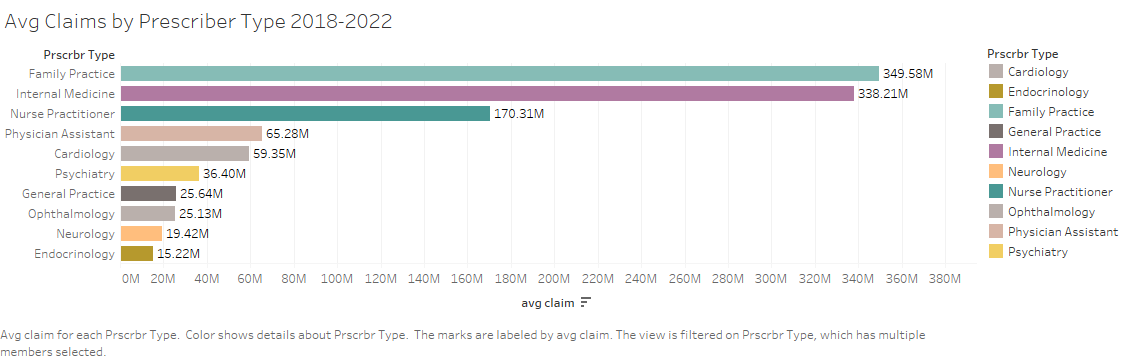 Avg Claims by Prescriber Type 2018-2022
Prscrbr Type
Family Practice 349.58M
Internal Medicine 338.21M
Nurse Practitioner 170.31M
Physician Assistant 65.28M
Cardiology 59.35M
Psychiatry 36.40M
General Practice 25.64M
Ophthalmology 25.13M
Neurology 19.42M
Endocrinology 15.22M
0M 20M 40M 60M 80M 100M 120M 140M 160M 180M 200M 220M 240M 260M 280M 300M 320M 340M 360M 380M
avg claim
Prscrbr Type
Cardiology
Endocrinology
Family Practice
General Practice
Internal Medicine
Neurology
Nurse Practitioner
Ophthalmology
Physician Assistant
Psychiatry
Avg claim for each Prscrbr Type. Color shows details about Prscrbr Type. The marks are labeled by avg claim. The view is filtered on Prscrbr Type, which has multiple
members selected.